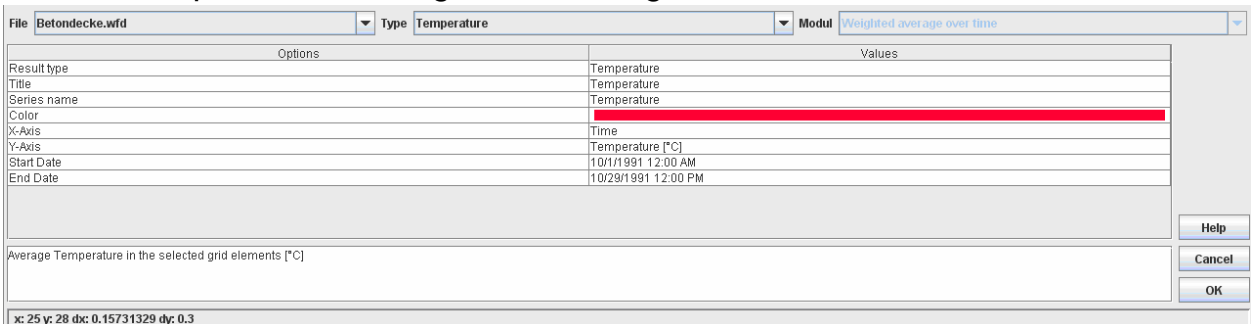 File Betondecke.wfd Type Temperature Modul Weighted average over time
Options Values
Result type Temperature
Title Temperature
Series name Temperature
Color
X-Axis Time
Y-Axis Temperature [°C]
Start Date 10/1/1991 12:00 AM
End Date 10/29/1991 12:00 PM
Help
Average Temperature in the selected grid elements [°C]
Cancel
OK
x: 25 y: 28 dx: 0.15731329 dy: 0.3